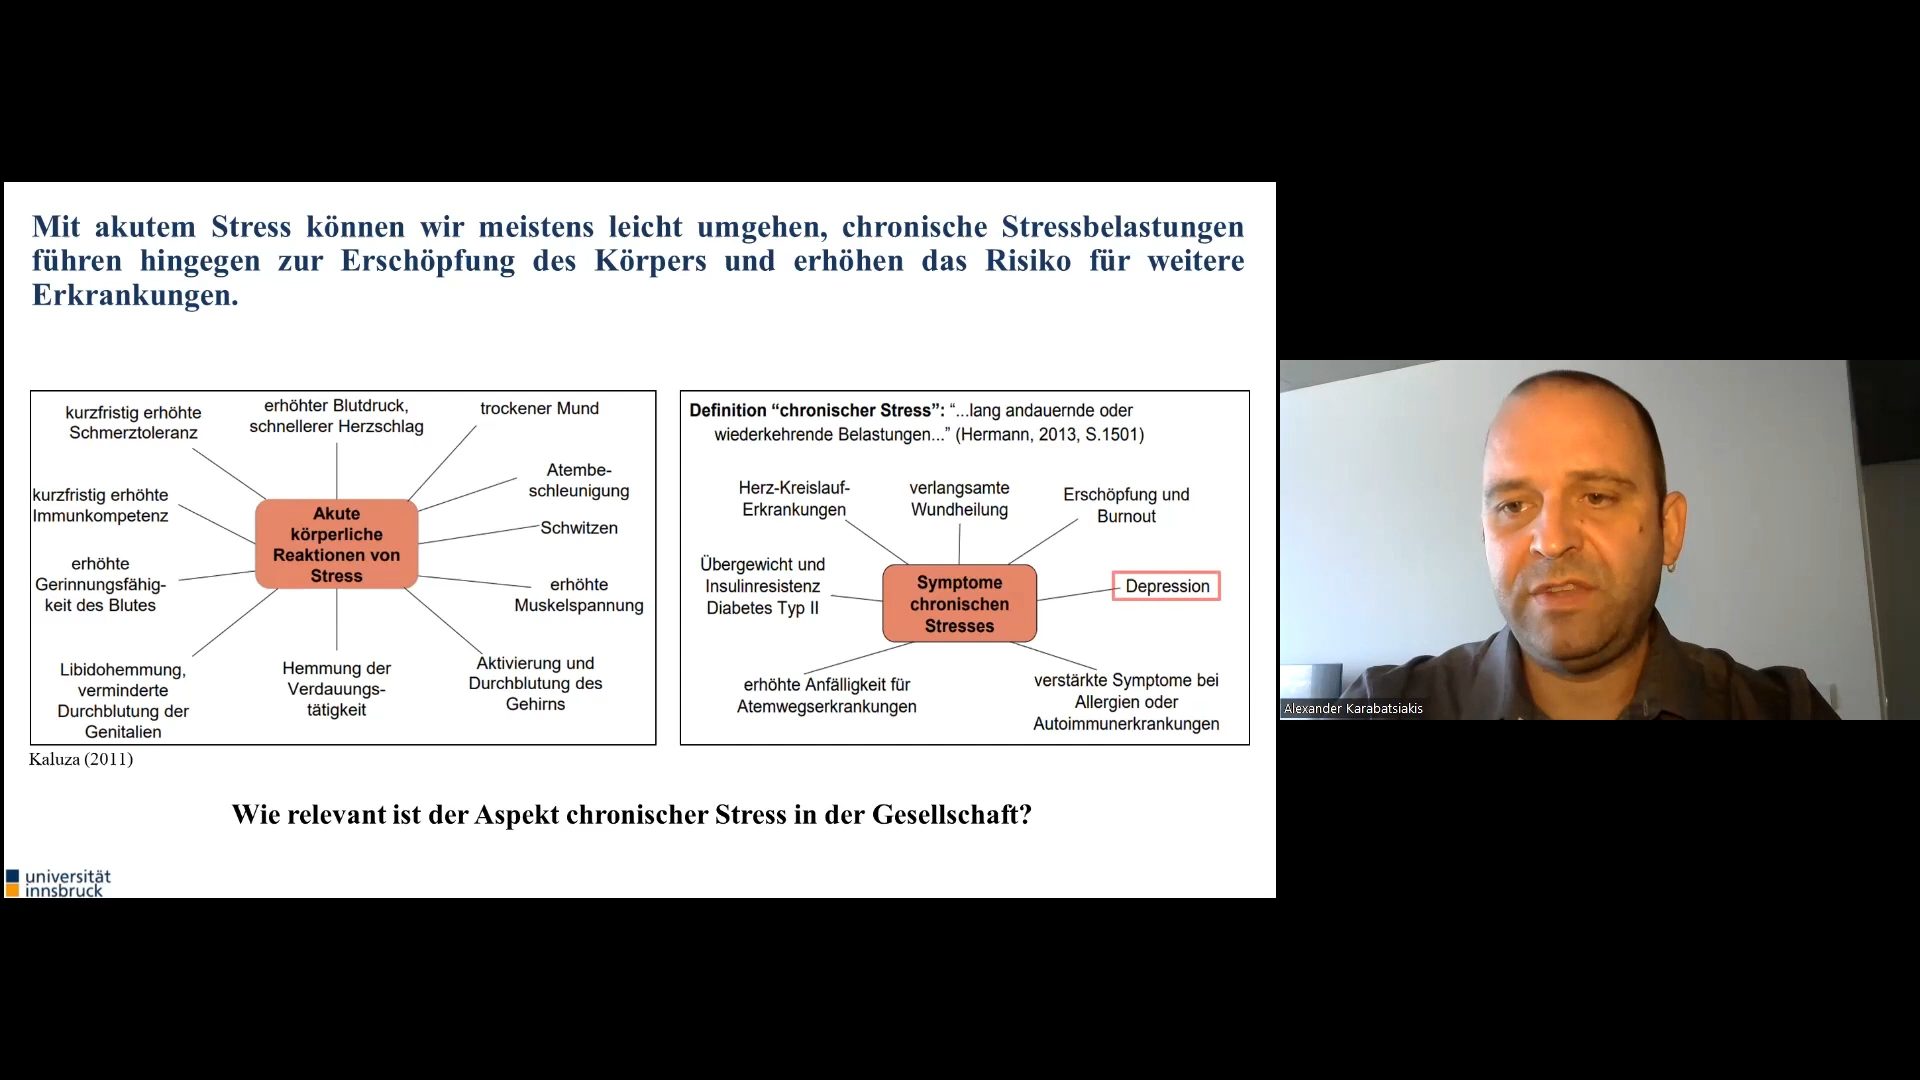 Mit akutem Stress können wir meistens leicht umgehen, chronische Stressbelastungen
führen hingegen zur Erschöpfung des Körpers und erhöhen das Risiko für weitere
Erkrankungen.
kurzfristig erhöhte
Schmerztoleranz
erhöhter Blutdruck,
schnellerer Herzschlag
trockener Mund
Atembe-
schleunigung
kurzfristig erhöhte
Immunkompetenz
Akute
körperliche
Reaktionen von
Stress
Schwitzen
erhöhte
Gerinnungsfähig-
keit des Blutes
erhöhte
Muskelspannung
Libidohemmung,
verminderte
Durchblutung der
Genitalien
Hemmung der
Verdauungs-
tätigkeit
Aktivierung und
Durchblutung des
Gehirns
Kaluza (2011)
Definition “chronischer Stress”: “...lang andauernde oder
wiederkehrende Belastungen...” (Hermann, 2013, S.1501)
Herz-Kreislauf-
Erkrankungen
verlangsamte
Wundheilung
Erschöpfung und
Burnout
Übergewicht und
Insulinresistenz
Diabetes Typ II
Symptome
chronischen
Stresses
Depression
erhöhte Anfälligkeit für
Atemwegserkrankungen
verstärkte Symptome bei
Allergien oder
Autoimmunerkrankungen
Wie relevant ist der Aspekt chronischer Stress in der Gesellschaft?
universität
innsbruck
Alexander Karabatsiakis